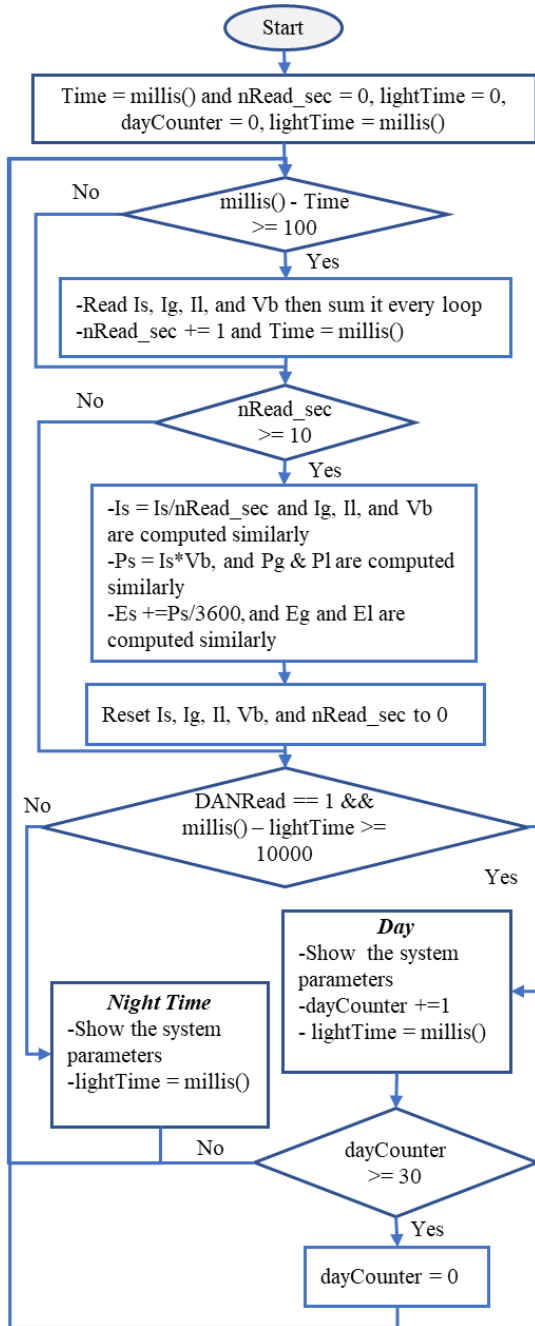 Start
Time = millis() and nRead_sec = 0, lightTime = 0,
dayCounter = 0, lightTime = millis()
No
millis() - Time
>= 100
Yes
-Read Is, Ig, Il, and Vb then sum it every loop
-nRead_sec += 1 and Time = millis()
No
nRead_sec
>= 10
Yes
-Is = Is/nRead_sec and Ig, Il, and Vb
are computed similarly
-Ps = Is*Vb, and Pg & Pl are computed
similarly
-Es +=Ps/3600, and Eg and El are
computed similarly
Reset Is, Ig, Il, Vb, and nRead_sec to 0
No
DANRead == 1 &&
millis() – lightTime >=
10000
Yes
Day
-Show the system
parameters
-dayCounter +=1
- lightTime = millis()
Night Time
-Show the system
parameters
-lightTime = millis()
No
dayCounter
>= 30
Yes
dayCounter = 0